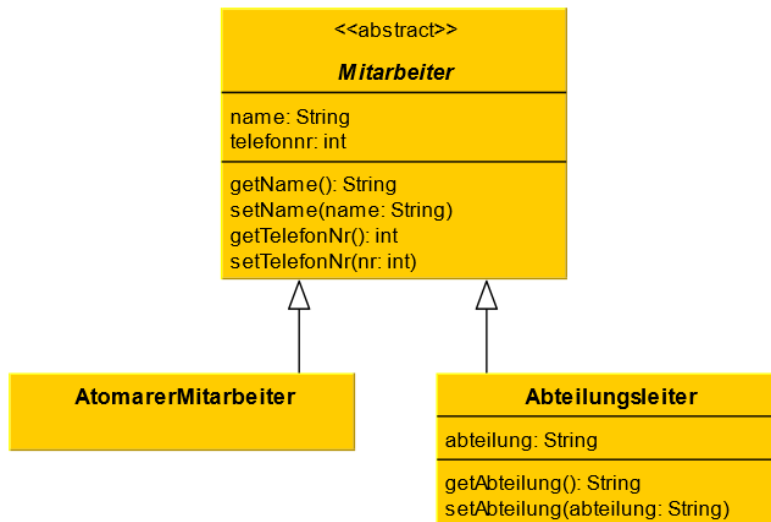 <<abstract>>
Mitarbeiter
name: String
telefonnr: int
getName(): String
setName(name: String)
getTelefonNr(): int
setTelefonNr(nr: int)
AtomarerMitarbeiter
Abteilungsleiter
abteilung: String
getAbteilung(): String
setAbteilung(abteilung: String)